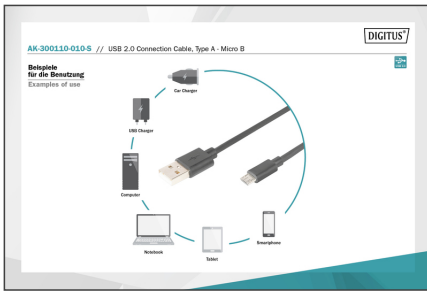 DIGITUS®
AK-300110-010-S // USB 2.0 Connection Cable, Type A - Micro B
Beispiele
für die Benutzung
Examples of use
Car Charger
USB Charger
Computer
Notebook
Tablet
Smartphone